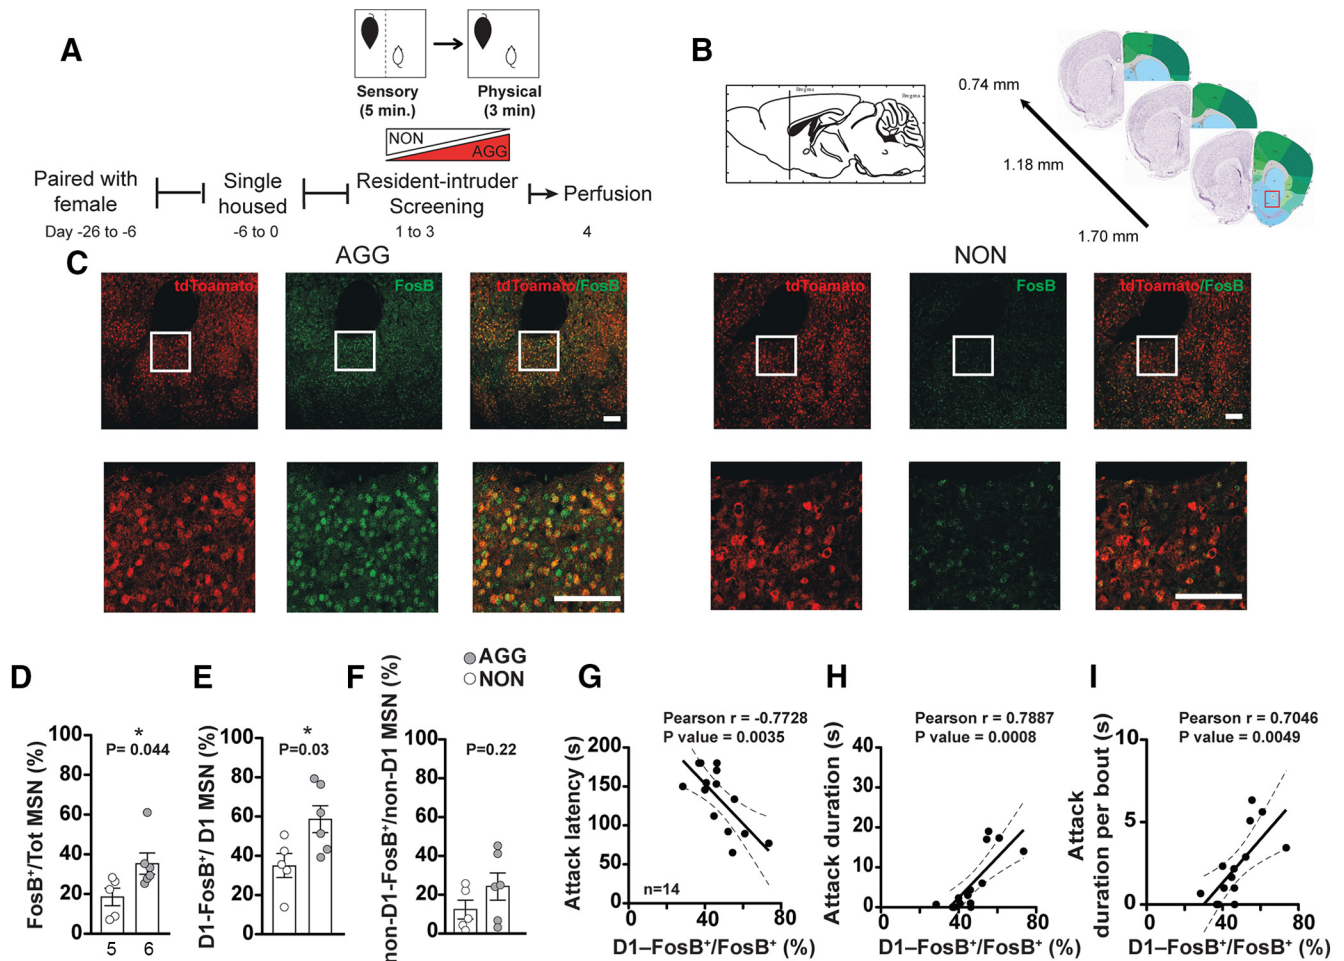 A
Sensory
(5 min.)
Physical
(3 min)
NON
AGG
Paired with
female
Day -26 to -6
Single
housed
-6 to 0
Resident-intruder
Screening
1 to 3
Perfusion
4
B
Bregma
Bregma
0.74 mm
1.18 mm
1.70 mm
C
AGG
tdToamato
FosB
tdToamato/FosB
NON
tdToamato
FosB
tdToamato/FosB
AGG
NON
D
FosB⁺/Tot MSN (%)
100
80
60
40
20
0
*
P= 0.044
5
6
E
D1-FosB⁺/ D1 MSN (%)
100
80
60
40
20
0
*
P=0.03
F
non-D1-FosB⁺/non-D1 MSN (%)
100
80
60
40
20
0
P=0.22
G
Pearson r = -0.7728
P value = 0.0035
Attack latency (s)
200
150
100
50
0
n=14
0
40
80
D1–FosB⁺/FosB⁺ (%)
H
Pearson r = 0.7887
P value = 0.0008
Attack duration (s)
40
30
20
10
0
0
40
80
D1–FosB⁺/FosB⁺ (%)
I
Pearson r = 0.7046
P value = 0.0049
Attack
duration per bout (s)
10
5
0
0
40
80
D1–FosB⁺/FosB⁺ (%)